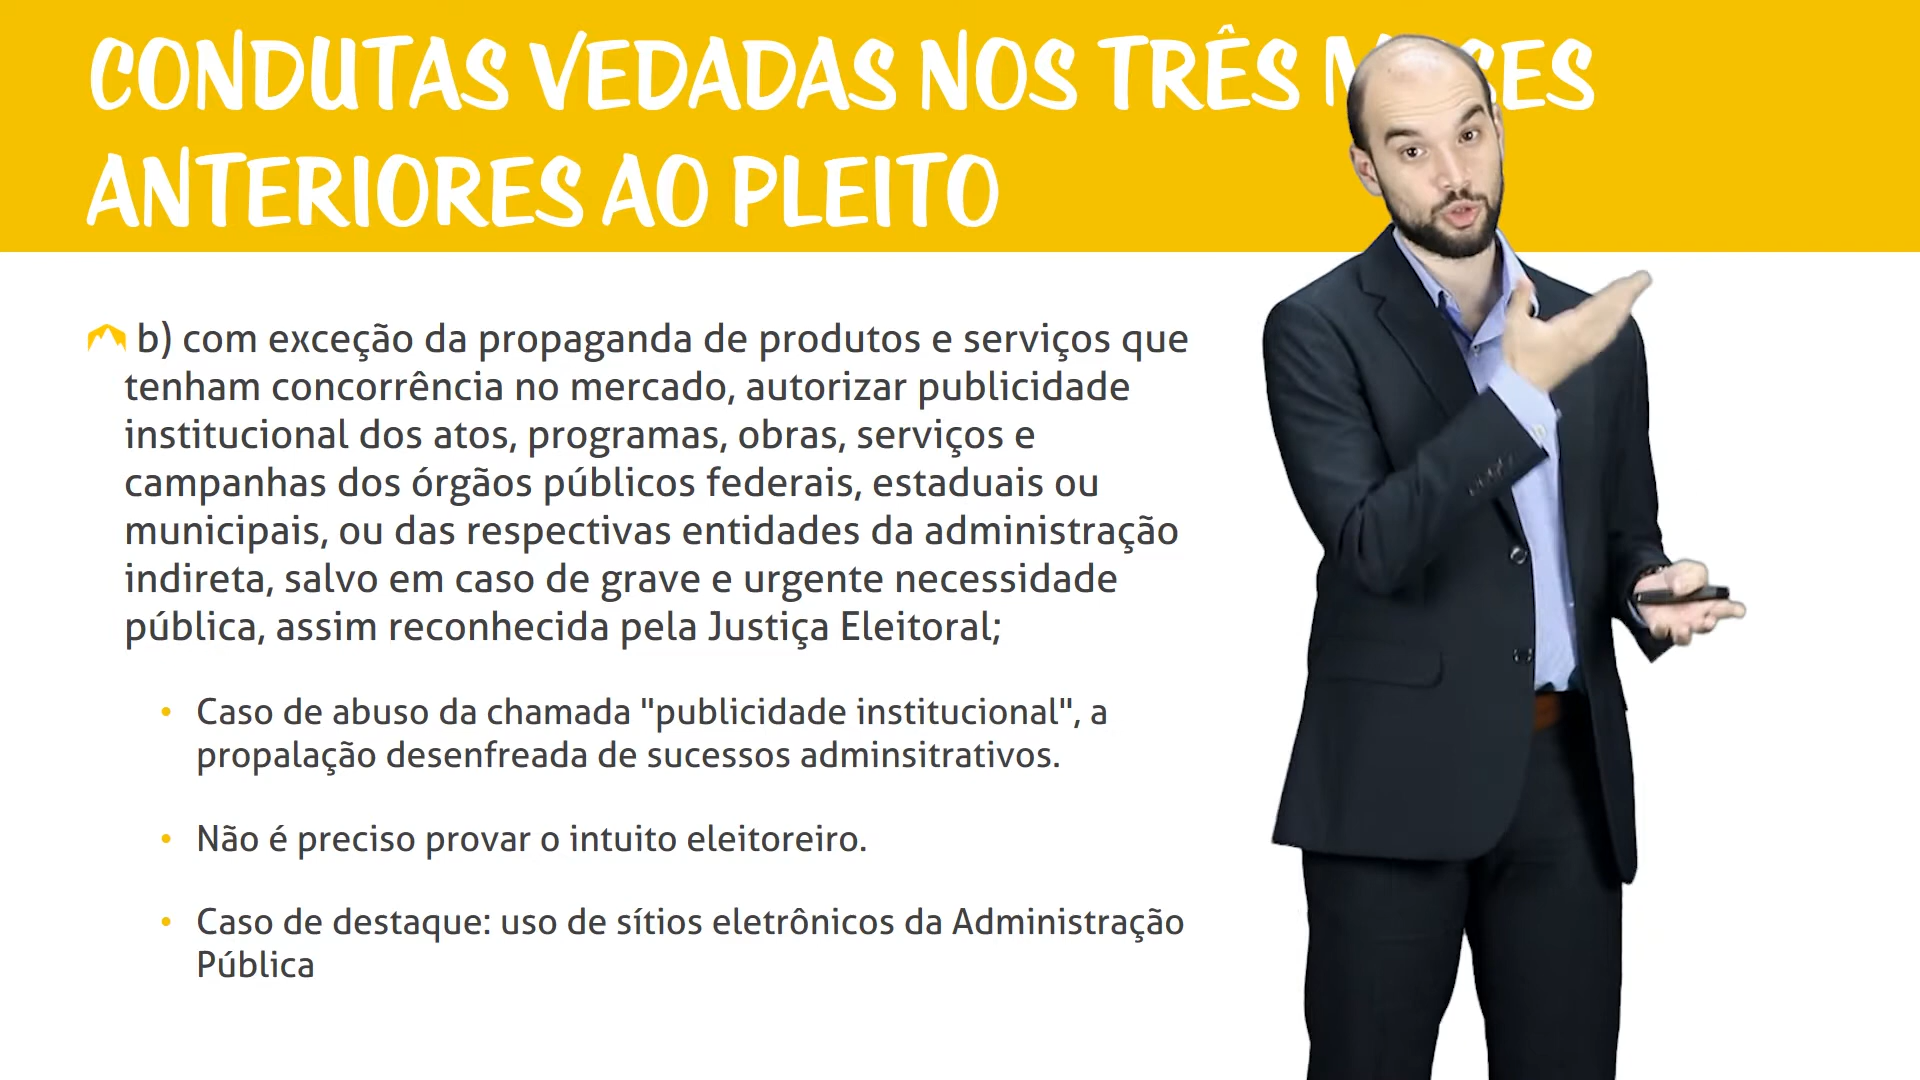 CONDUTAS VEDADAS NOS TRÊS
ANTERIORES AO PLEITO
b) com exceção da propaganda de produtos e serviços que
tenham concorrência no mercado, autorizar publicidade
institucional dos atos, programas, obras, serviços e
campanhas dos órgãos públicos federais, estaduais ou
municipais, ou das respectivas entidades da administração
indireta, salvo em caso de grave e urgente necessidade
pública, assim reconhecida pela Justiça Eleitoral;
• Caso de abuso da chamada "publicidade institucional", a
propalação desenfreada de sucessos adminsitrativos.
• Não é preciso provar o intuito eleitoreiro.
• Caso de destaque: uso de sítios eletrônicos da Administração
Pública